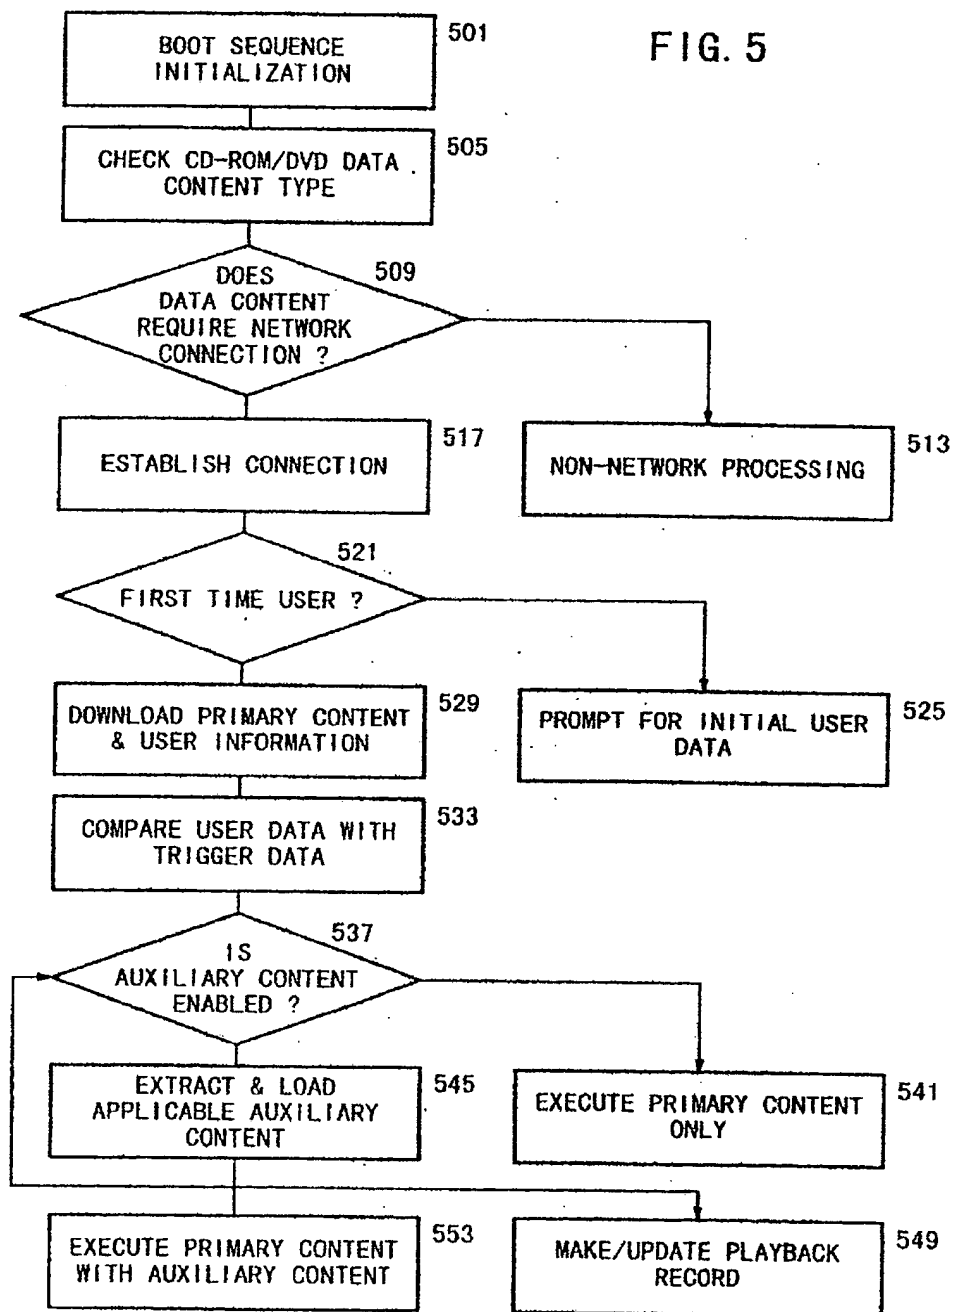 FIG. 5
BOOT SEQUENCE
INITIALIZATION
501
CHECK CD-ROM/DVD DATA
CONTENT TYPE
505
DOES
DATA CONTENT
REQUIRE NETWORK
CONNECTION ?
509
ESTABLISH CONNECTION
517
NON-NETWORK PROCESSING
513
FIRST TIME USER ?
521
DOWNLOAD PRIMARY CONTENT
& USER INFORMATION
529
PROMPT FOR INITIAL USER
DATA
525
COMPARE USER DATA WITH
TRIGGER DATA
533
IS
AUXILIARY CONTENT
ENABLED ?
537
EXTRACT & LOAD
APPLICABLE AUXILIARY
CONTENT
545
EXECUTE PRIMARY CONTENT
ONLY
541
EXECUTE PRIMARY CONTENT
WITH AUXILIARY CONTENT
553
MAKE/UPDATE PLAYBACK
RECORD
549